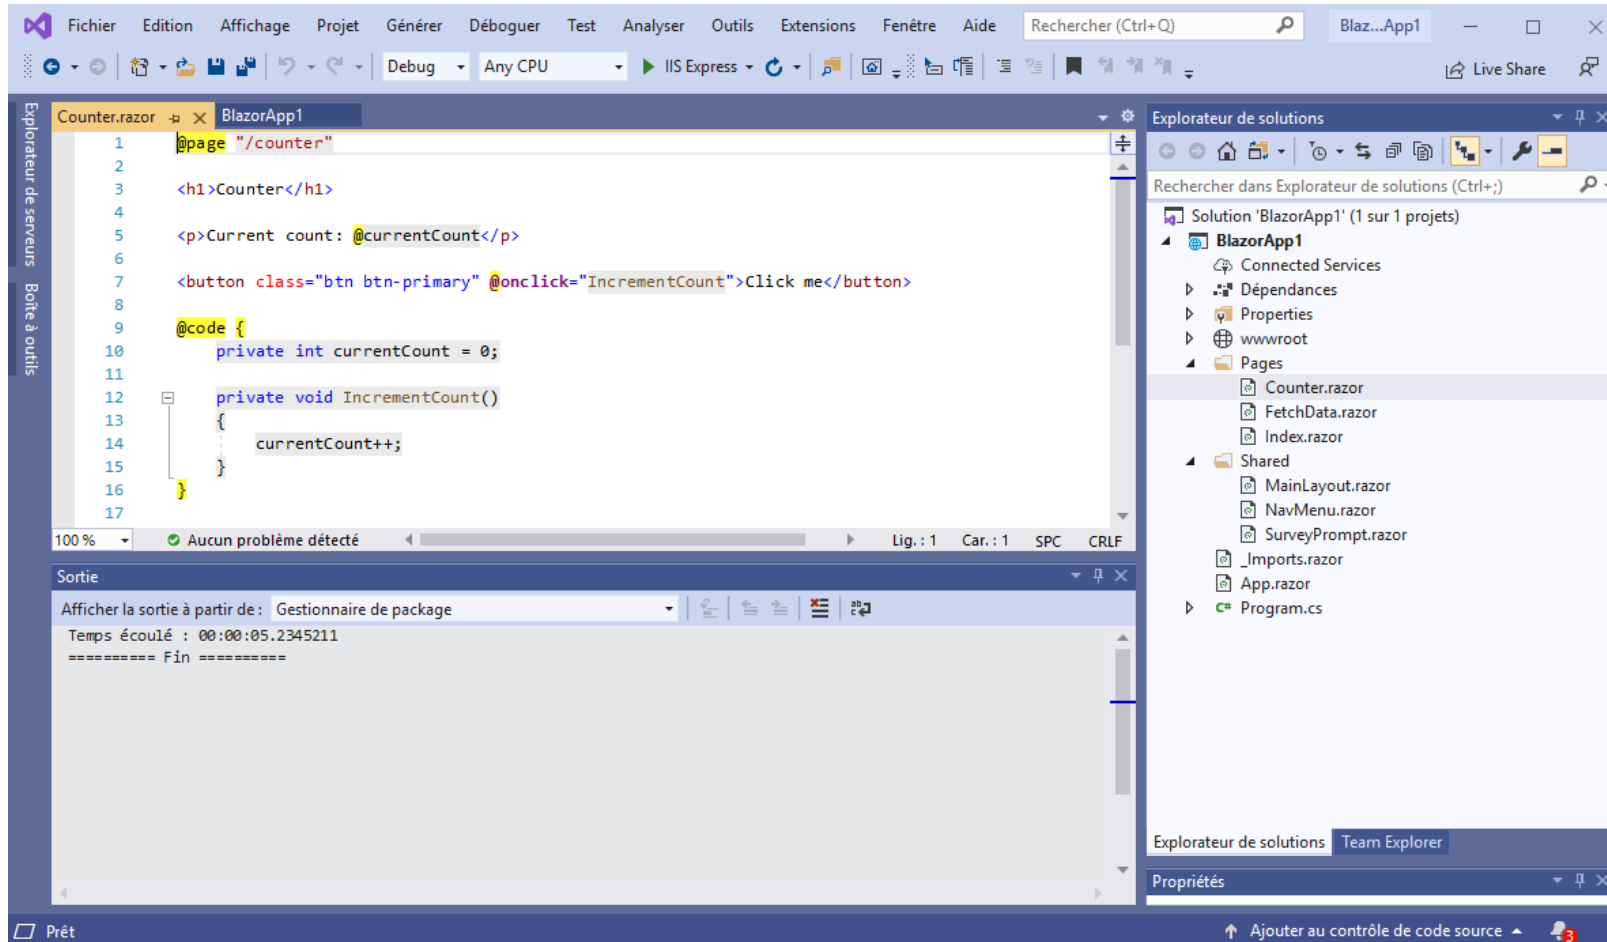 Fichier Edition Affichage Projet Générer Déboguer Test Analyser Outils Extensions Fenêtre Aide Rechercher (Ctrl+Q) Blaz...App1
Debug Any CPU IIS Express Live Share
Explorateur de serveurs
Boîte à outils
Counter.razor BlazorApp1
1 @page "/counter"
2
3 <h1>Counter</h1>
4
5 <p>Current count: @currentCount</p>
6
7 <button class="btn btn-primary" @onclick="IncrementCount">Click me</button>
8
9 @code {
10 private int currentCount = 0;
11
12 private void IncrementCount()
13 {
14 currentCount++;
15 }
16 }
17
100 % Aucun problème détecté Lig. : 1 Car. : 1 SPC CRLF
Sortie
Afficher la sortie à partir de : Gestionnaire de package
Temps écoulé : 00:00:05.2345211
========== Fin ==========
Explorateur de solutions
Rechercher dans Explorateur de solutions (Ctrl+;)
Solution 'BlazorApp1' (1 sur 1 projets)
BlazorApp1
Connected Services
Dépendances
Properties
wwwroot
Pages
Counter.razor
FetchData.razor
Index.razor
Shared
MainLayout.razor
NavMenu.razor
SurveyPrompt.razor
_Imports.razor
App.razor
C# Program.cs
Explorateur de solutions Team Explorer
Propriétés
Prêt Ajouter au contrôle de code source 3